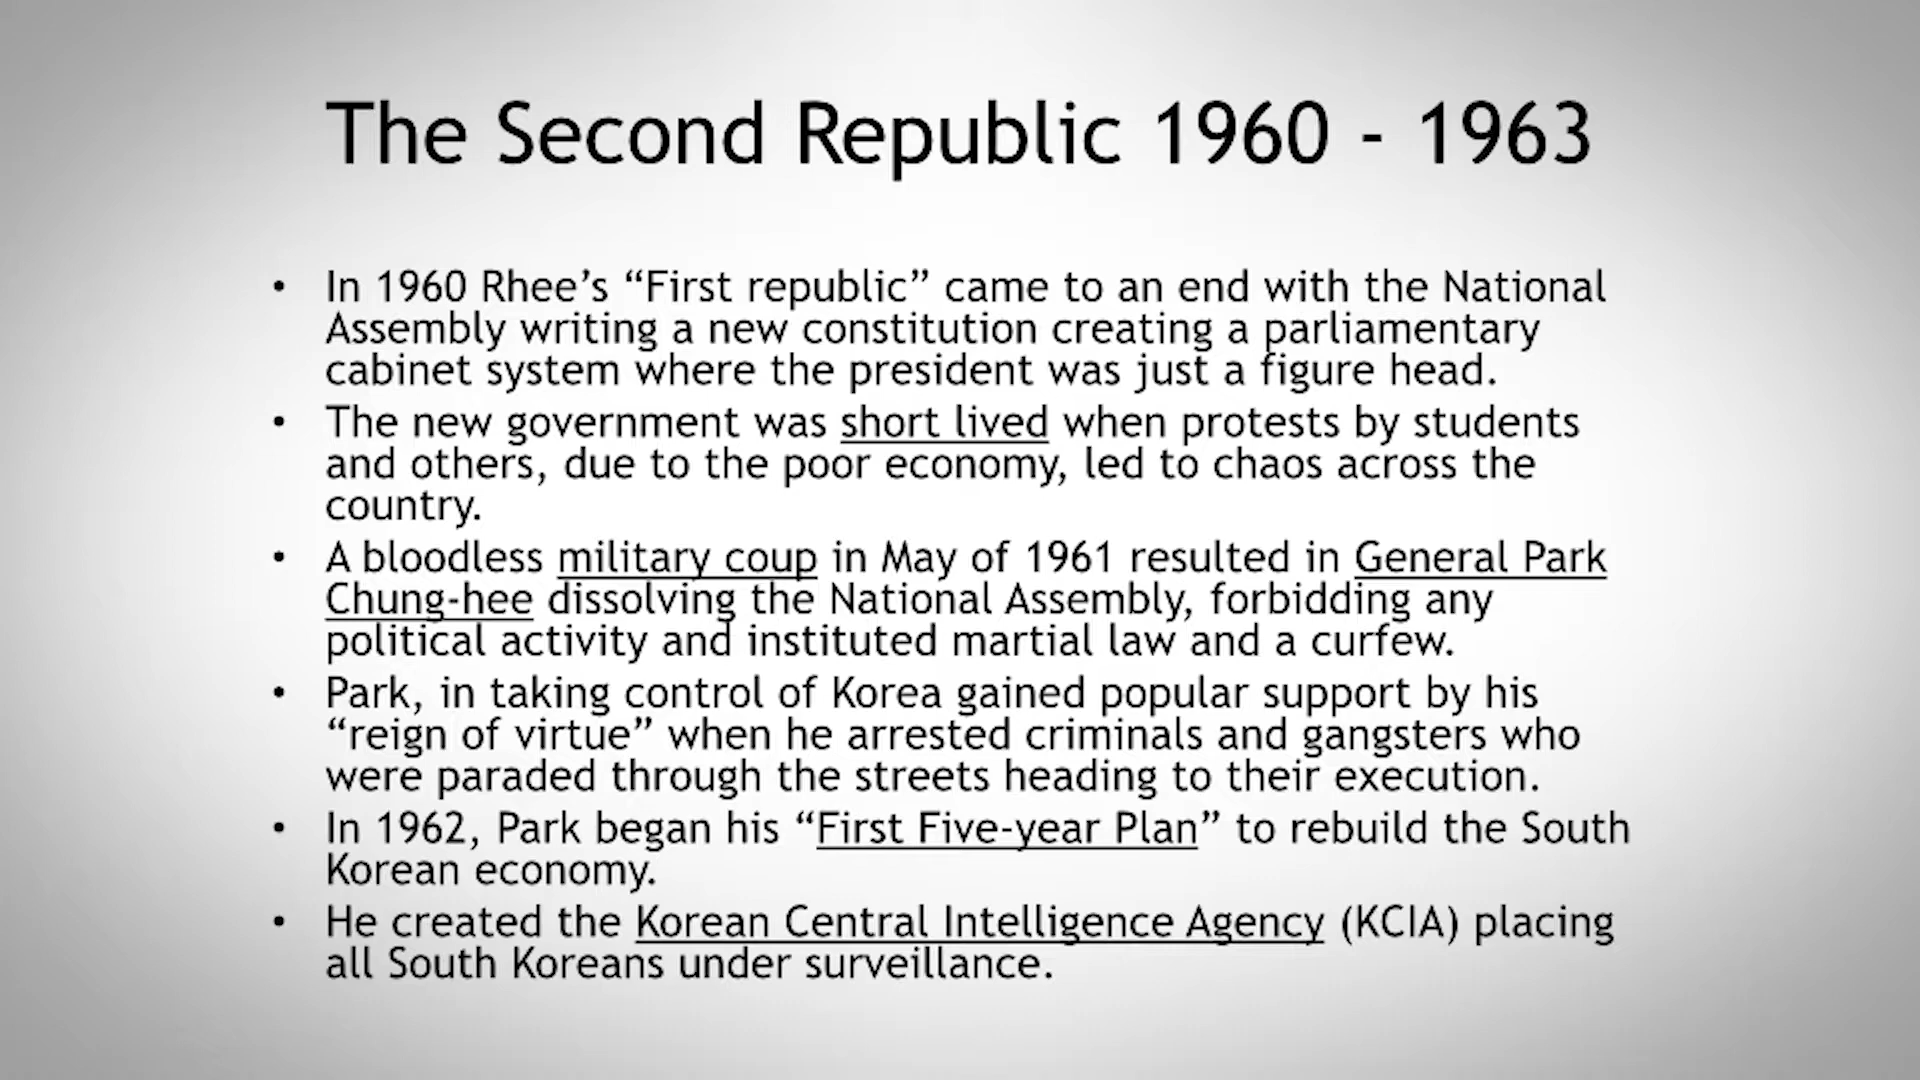 The Second Republic 1960 - 1963
• In 1960 Rhee’s “First republic” came to an end with the National
Assembly writing a new constitution creating a parliamentary
cabinet system where the president was just a figure head.
• The new government was short lived when protests by students
and others, due to the poor economy, led to chaos across the
country.
• A bloodless military coup in May of 1961 resulted in General Park
Chung-hee dissolving the National Assembly, forbidding any
political activity and instituted martial law and a curfew.
• Park, in taking control of Korea gained popular support by his
“reign of virtue” when he arrested criminals and gangsters who
were paraded through the streets heading to their execution.
• In 1962, Park began his “First Five-year Plan” to rebuild the South
Korean economy.
• He created the Korean Central Intelligence Agency (KCIA) placing
all South Koreans under surveillance.